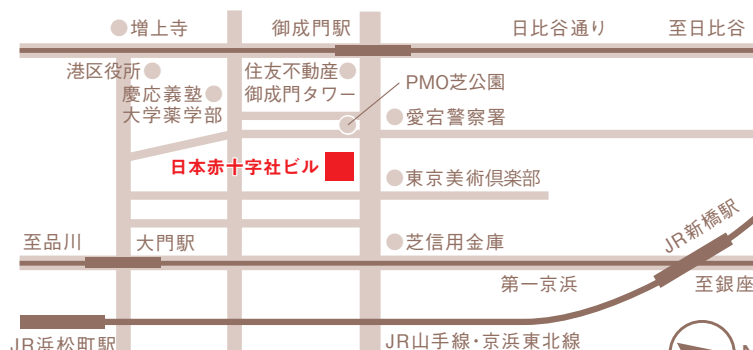 増上寺
御成門駅
日比谷通り
至日比谷
港区役所
住友不動産
御成門タワー
PMO芝公園
慶応義塾
大学薬学部
愛宕警察署
日本赤十字社ビル
東京美術倶楽部
至品川
大門駅
芝信用金庫
JR新橋駅
第一京浜
至銀座
JR浜松町駅
JR山手線・京浜東北線
N